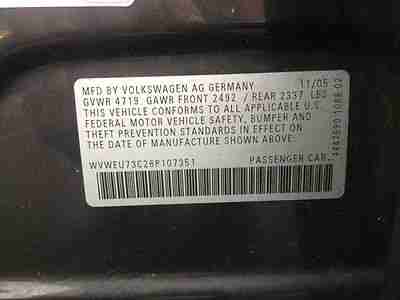 MFD BY VOLKSWAGEN AG GERMANY 11/05
GVWR 4719. GAWR FRONT 2492 / REAR 2337 LBS
THIS VEHICLE CONFORMS TO ALL APPLICABLE U.S.
FEDERAL MOTOR VEHICLE SAFETY, BUMPER AND
THEFT PREVENTION STANDARDS IN EFFECT ON THE
DATE OF MANUFACTURE SHOWN ABOVE.
WVWEU73C26P107351 PASSENGER CAR